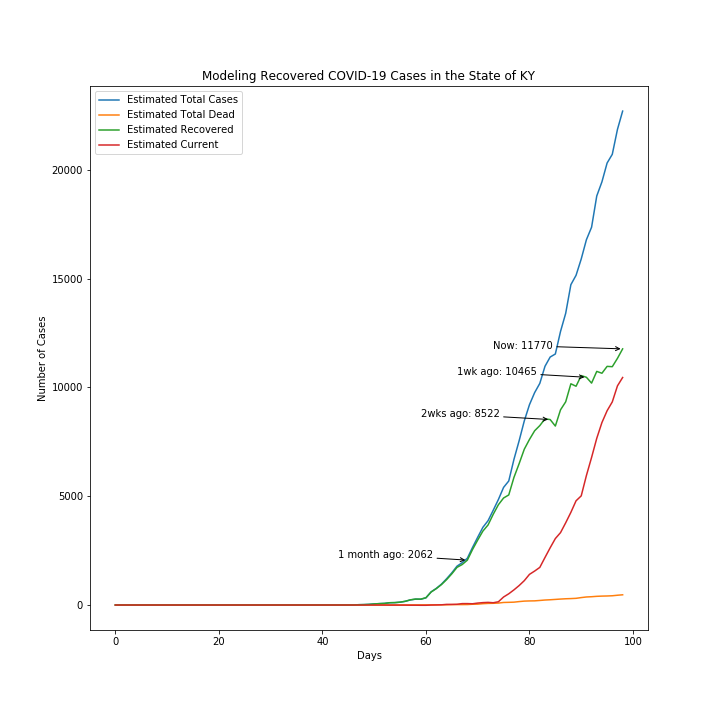 Modeling Recovered COVID-19 Cases in the State of KY
Estimated Total Cases
Estimated Total Dead
Estimated Recovered
Estimated Current
20000
15000
10000
5000
0
Number of Cases
Now: 11770
1wk ago: 10465
2wks ago: 8522
1 month ago: 2062
0 20 40 60 80 100
Days